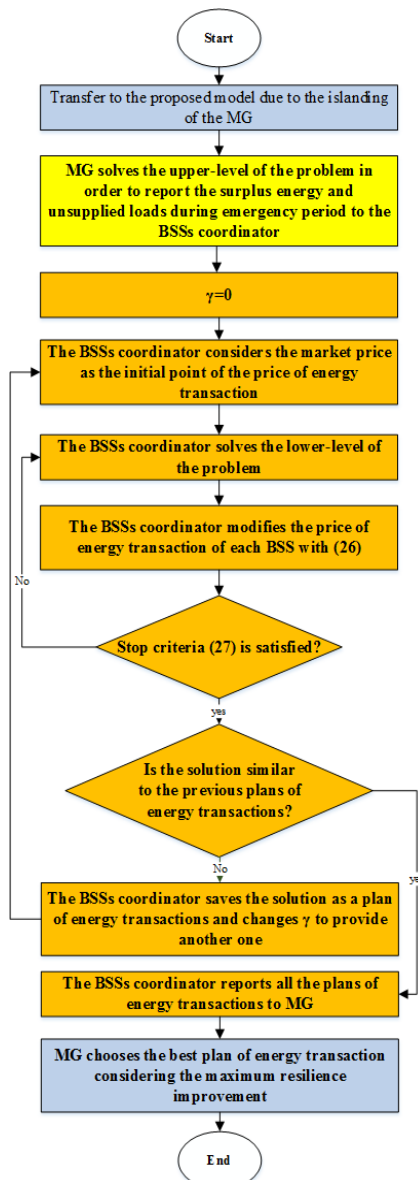 Start
Transfer to the proposed model due to the islanding
of the MG
MG solves the upper-level of the problem in
order to report the surplus energy and
unsupplied loads during emergency period to the
BSSs coordinator
γ=0
The BSSs coordinator considers the market price
as the initial point of the price of energy
transaction
The BSSs coordinator solves the lower-level of
the problem
The BSSs coordinator modifies the price of
energy transaction of each BSS with (26)
No
Stop criteria (27) is satisfied?
yes
Is the solution similar
to the previous plans of
energy transactions?
No
The BSSs coordinator saves the solution as a plan
of energy transactions and changes γ to provide
another one
The BSSs coordinator reports all the plans of
energy transactions to MG
MG chooses the best plan of energy transaction
considering the maximum resilience
improvement
End